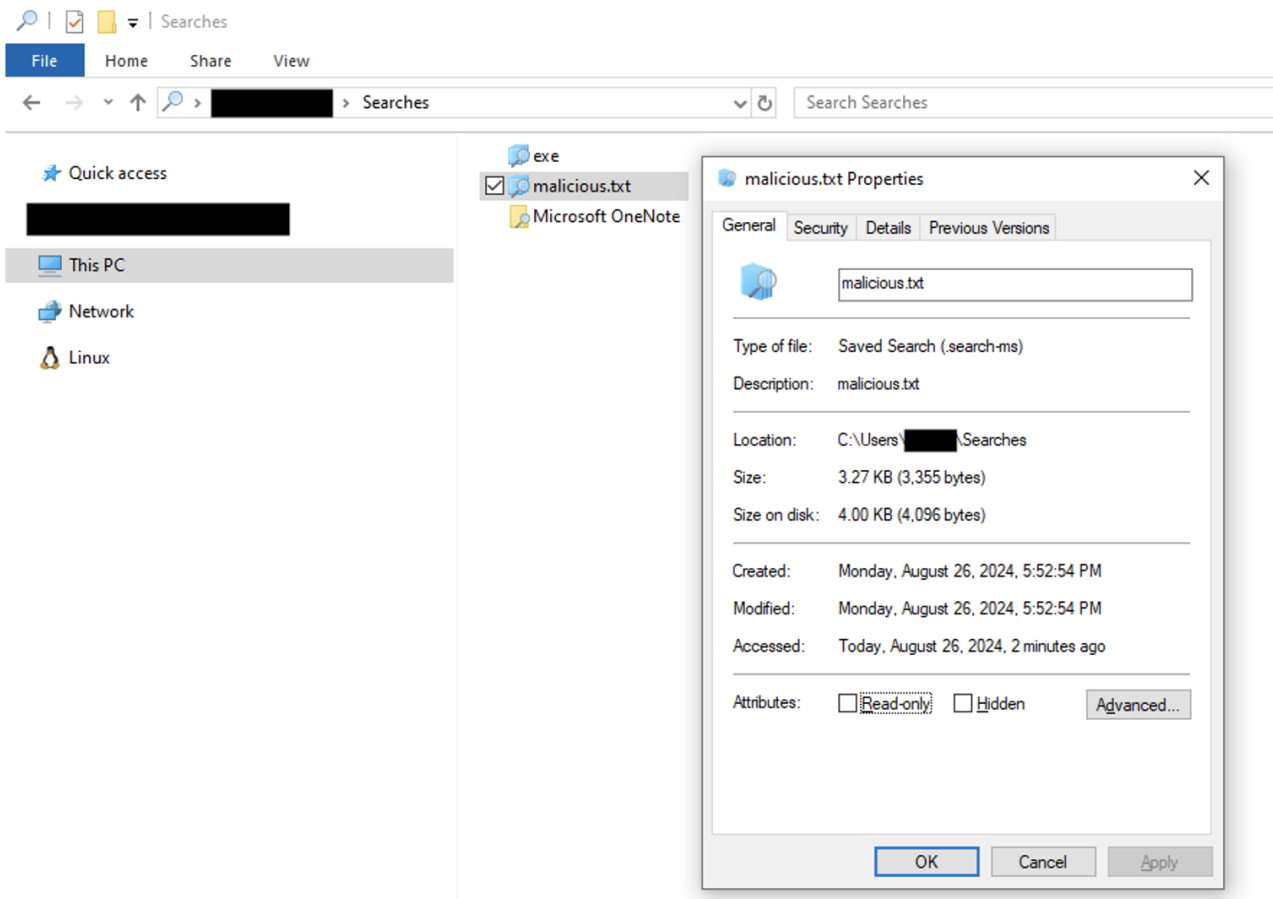 Searches
File Home Share View
Searches
Search Searches
Quick access
This PC
Network
Linux
exe
malicious.txt
Microsoft OneNote
malicious.txt Properties
General Security Details Previous Versions
malicious.txt
Type of file: Saved Search (.search-ms)
Description: malicious.txt
Location: C:\Users\ \Searches
Size: 3.27 KB (3,355 bytes)
Size on disk: 4.00 KB (4,096 bytes)
Created: Monday, August 26, 2024, 5:52:54 PM
Modified: Monday, August 26, 2024, 5:52:54 PM
Accessed: Today, August 26, 2024, 2 minutes ago
Attributes: Read-only Hidden Advanced...
OK Cancel Apply